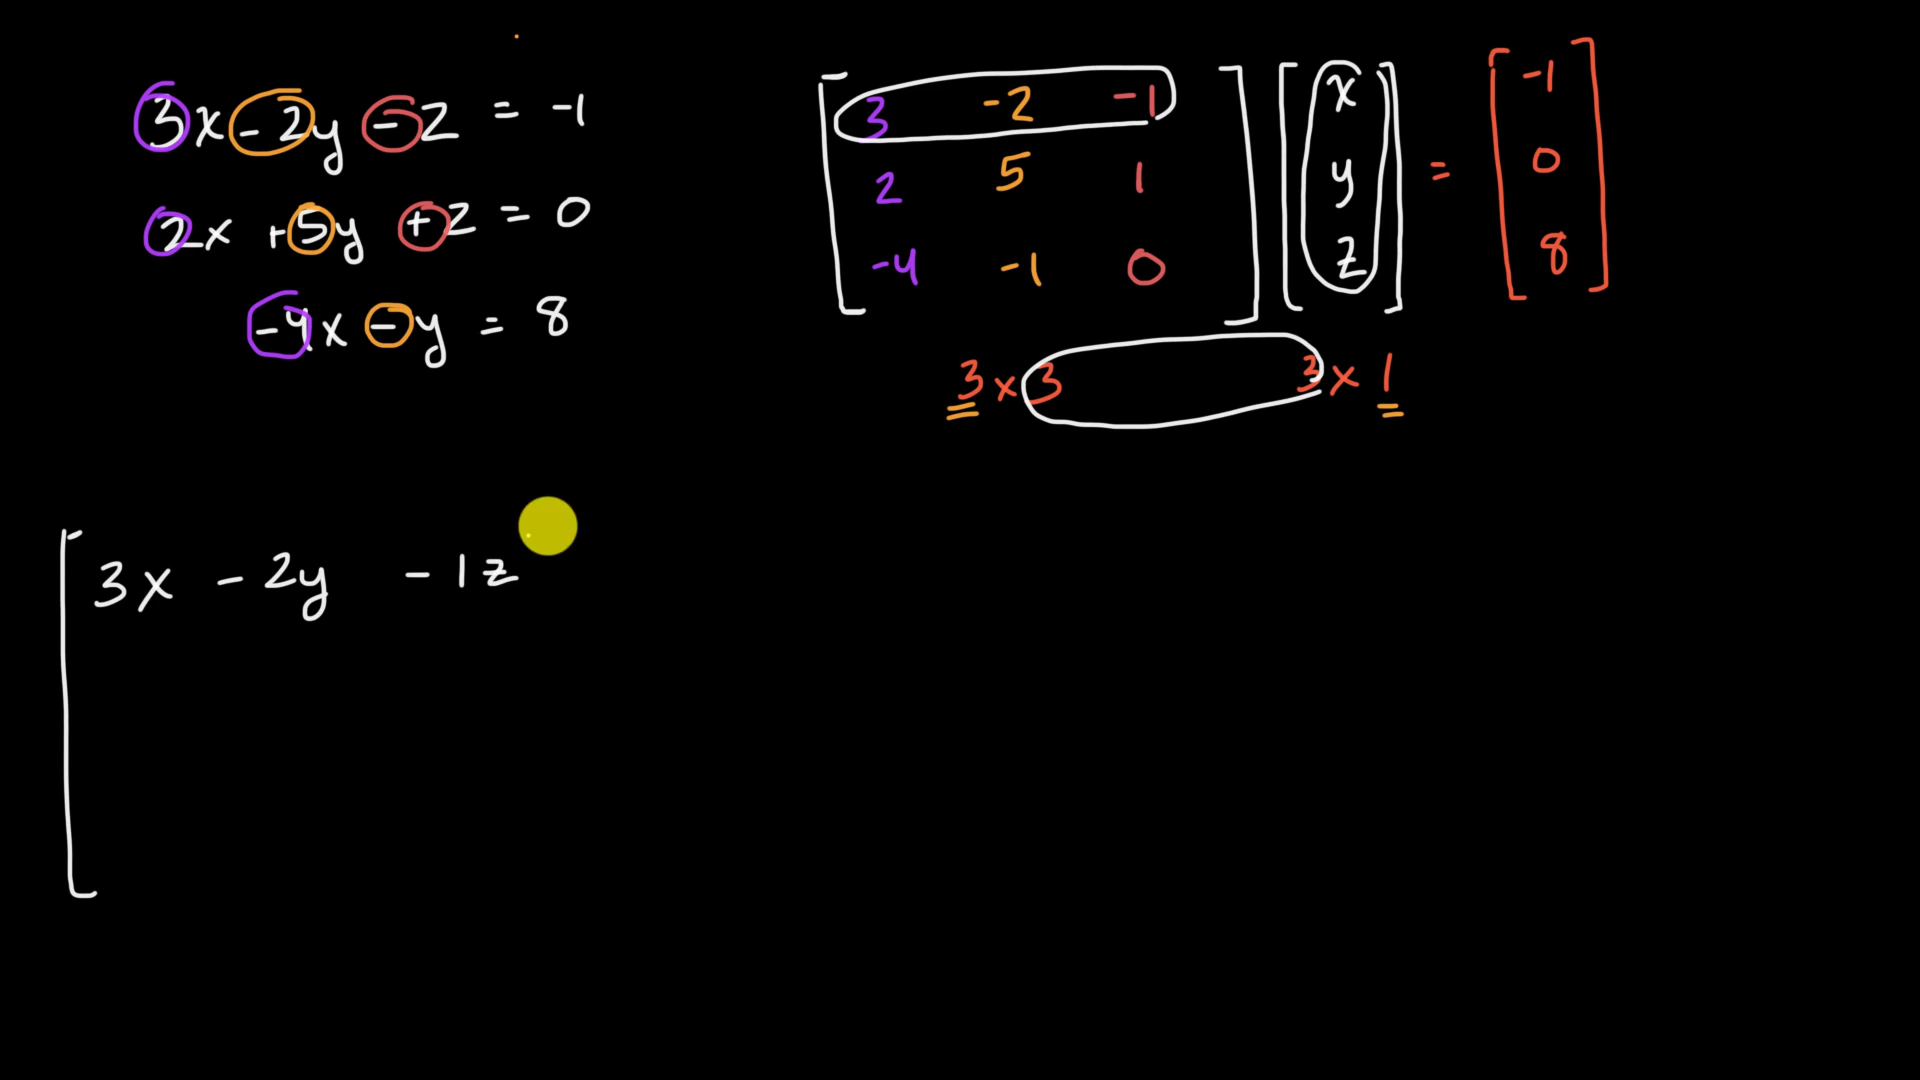 3x - 2y - z = -1
2x + 5y + z = 0
-4x - y = 8
[3 -2 -1] [x] = [-1]
[2 5 1] [y] [0]
[-4 -1 0] [z] [8]
3 x 3 3 x 1
[3x - 2y - 1z